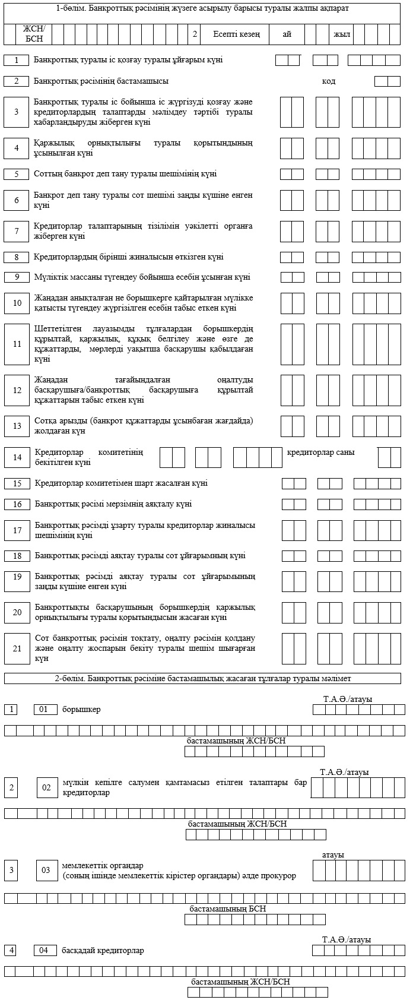 1-бөлім. Банкроттық рәсімінің жүзеге асырылу барысы туралы жалпы ақпарат
ЖСН/ БСН 2 Есепті кезең ай жыл
1 Банкроттық туралы іс қозғау туралы ұйғарым күні
2 Банкроттық рәсімінің бастамашысы код
3 Банкроттық туралы іс бойынша іс жүргізуді қозғау және
кредиторлардың талаптарды мәлімдеу тәртібі туралы
хабарландыруды жіберген күні
4 Қаржылық орнықтылығы туралы қорытындының
ұсынылған күні
5 Соттың банкрот деп тану туралы шешімінің күні
6 Банкрот деп тану туралы сот шешімі заңды күшіне енген
күні
7 Кредиторлар талаптарының тізілімін уәкілетті органға
жіберген күні
8 Кредиторлардың бірінші жиналысын өткізген күні
9 Мүліктік массаны түгендеу бойынша есебін ұсынған күні
10 Жаңадан анықталған не борышкерге қайтарылған мүлікке
қатысты түгендеу жүргізілген есебін табыс еткен күні
11 Шеттетілген лауазымды тұлғалардан борышкердің
құрылтай, қаржылық, құқық белгілеу және өзге де
құжаттарды, мөрлерді уақытша басқарушы қабылдаған
күні
12 Жаңадан тағайындалған оңалтуды
басқарушыға/банкроттық басқарушыға құрылтай
құжаттарын табыс еткен күні
13 Сотқа арызды (банкрот құжаттарды ұсынбаған жағдайда)
жолдаған күн
14 Кредиторлар комитетінің кредиторлар саны
бекітілген күні
15 Кредиторлар комитетімен шарт жасалған күні
16 Банкроттық рәсімі мерзімнің аяқталу күні
17 Банкроттық рәсімді ұзарту туралы кредиторлар жиналысы
шешімінің күні
18 Банкроттық рәсімді аяқтау туралы сот ұйғарымның күні
19 Банкроттық рәсімді аяқтау туралы сот ұйғарымының
заңды күшіне енген күні
20 Банкроттықты басқарушының борышкердің қаржылық
орнықтылығы туралы қорытындысын жасаған күні
21 Сот банкроттық рәсімін тоқтату, оңалту рәсімін қолдану
және оңалту жоспарын бекіту туралы шешім шығарған
күн
2-бөлім. Банкроттық рәсіміне бастамашылық жасаған тұлғалар туралы мәлімет
Т.А.Ә./атауы
1 01 борышкер
бастамашының ЖСН/БСН
Т.А.Ә./атауы
2 02 мүлкін кепілге салумен қамтамасыз етілген талаптары бар
кредиторлар
бастамашының ЖСН/БСН
атауы
3 03 мемлекеттік органдар
(соның ішінде мемлекеттік кірістер органдары) әлде прокурор
бастамашының БСН
Т.А.Ә./атауы
4 04 басқадай кредиторлар
бастамашының ЖСН/БСН